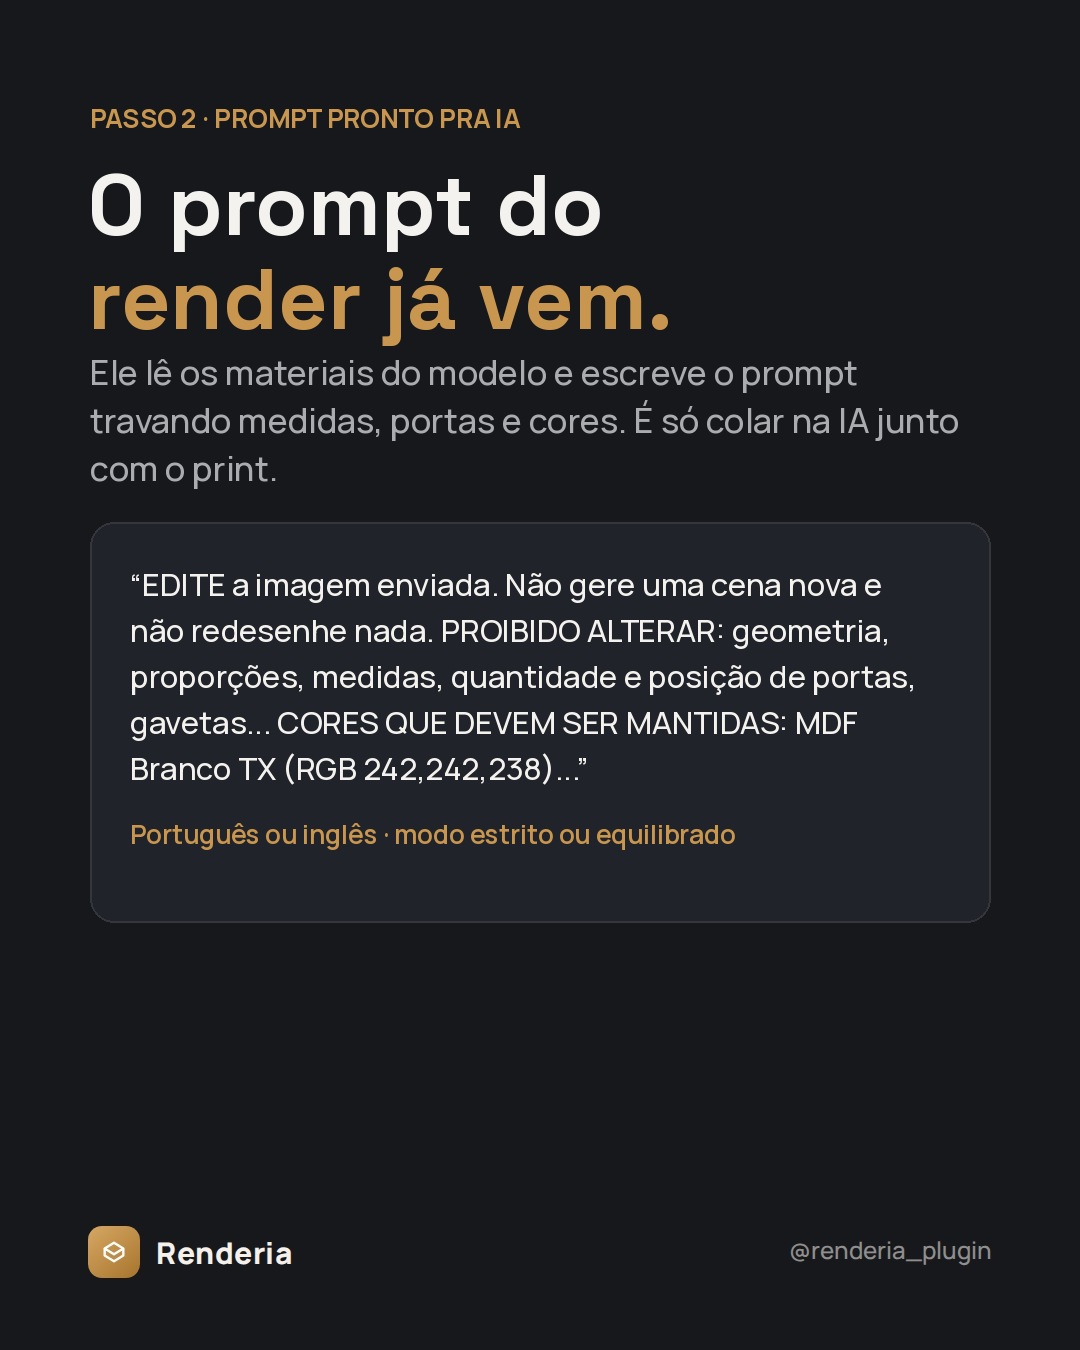 PASSO 2 · PROMPT PRONTO PRA IA
O prompt do
render já vem.
Ele lê os materiais do modelo e escreve o prompt
travando medidas, portas e cores. É só colar na IA junto
com o print.
“EDITE a imagem enviada. Não gere uma cena nova e
não redesenhe nada. PROIBIDO ALTERAR: geometria,
proporções, medidas, quantidade e posição de portas,
gavetas... CORES QUE DEVEM SER MANTIDAS: MDF
Branco TX (RGB 242,242,238)...”
Português ou inglês · modo estrito ou equilibrado
Renderia
@renderia_plugin